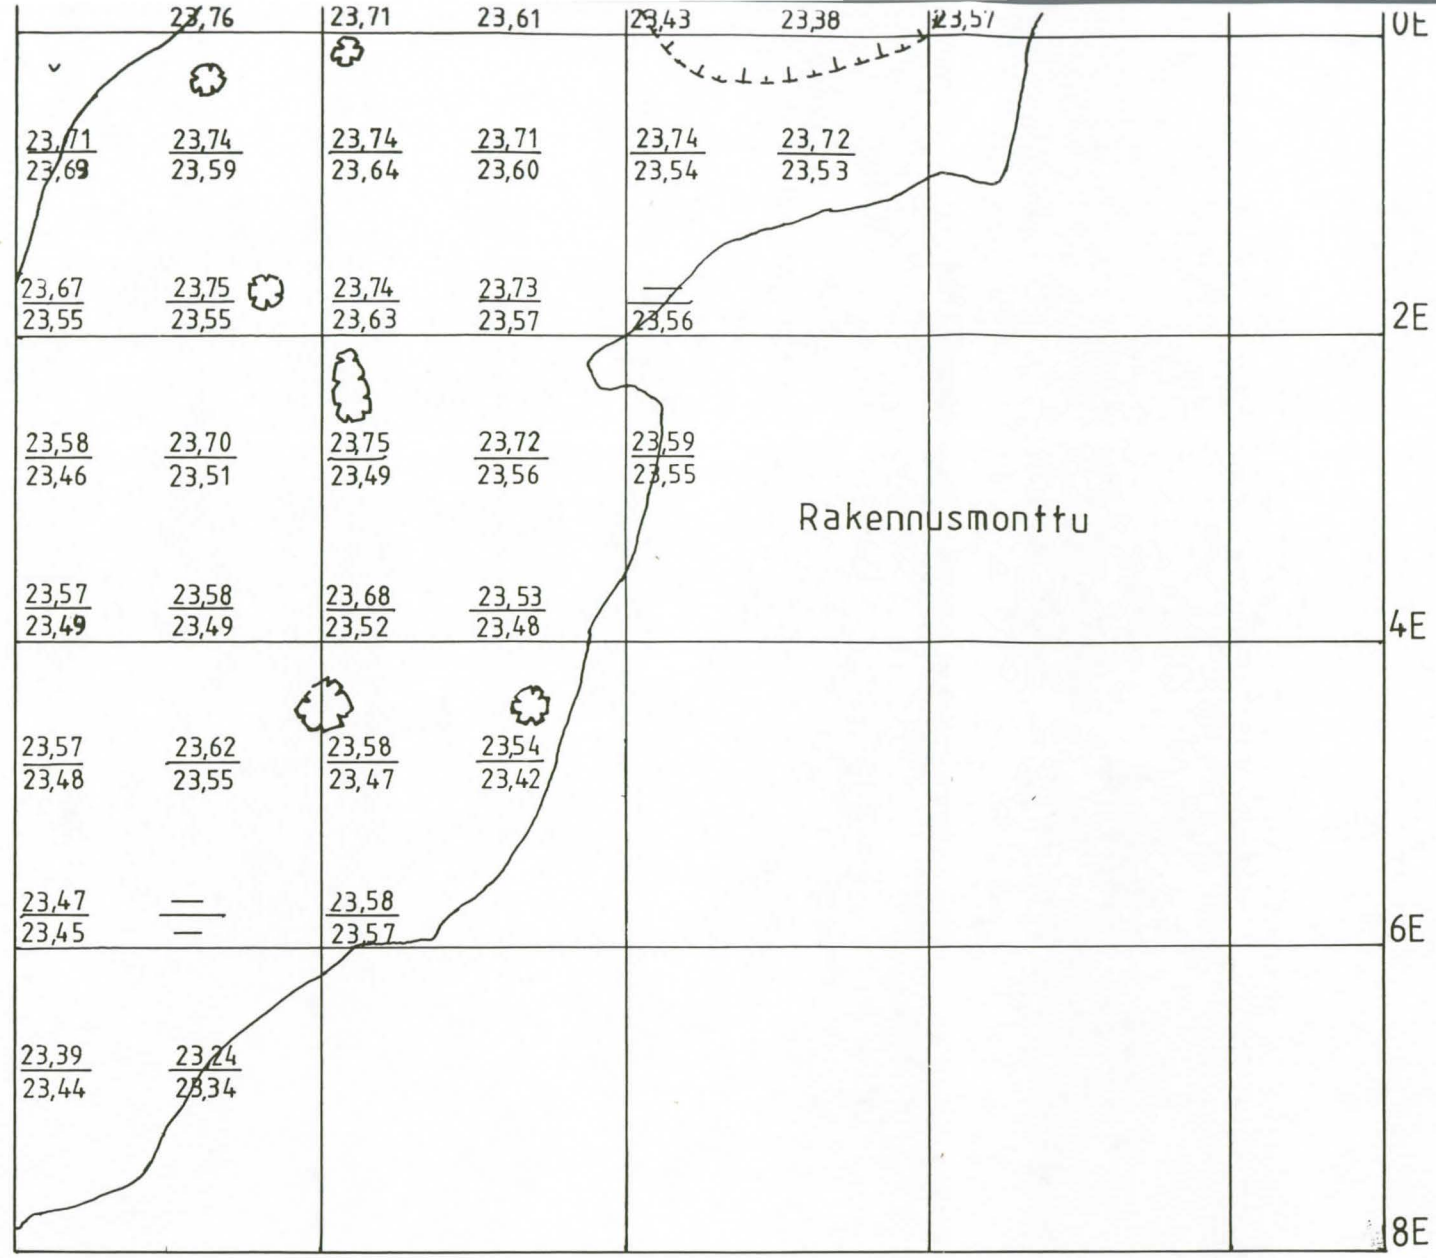 23,76 23,71 23,61 23,43 23,38 23,57 0E
23,71 23,74 23,74 23,71 23,74 23,72
23,69 23,59 23,64 23,60 23,54 23,53
23,67 23,75 23,74 23,73 —
23,55 23,55 23,63 23,57 23,56
2E
23,58 23,70 23,75 23,72 23,59
23,46 23,51 23,49 23,56 23,55
Rakennusmonttu
23,57 23,58 23,68 23,53
23,49 23,49 23,52 23,48
4E
23,57 23,62 23,58 23,54
23,48 23,55 23,47 23,42
23,47 — 23,58
23,45 — 23,57
6E
23,39 23,24
23,44 23,34
8E